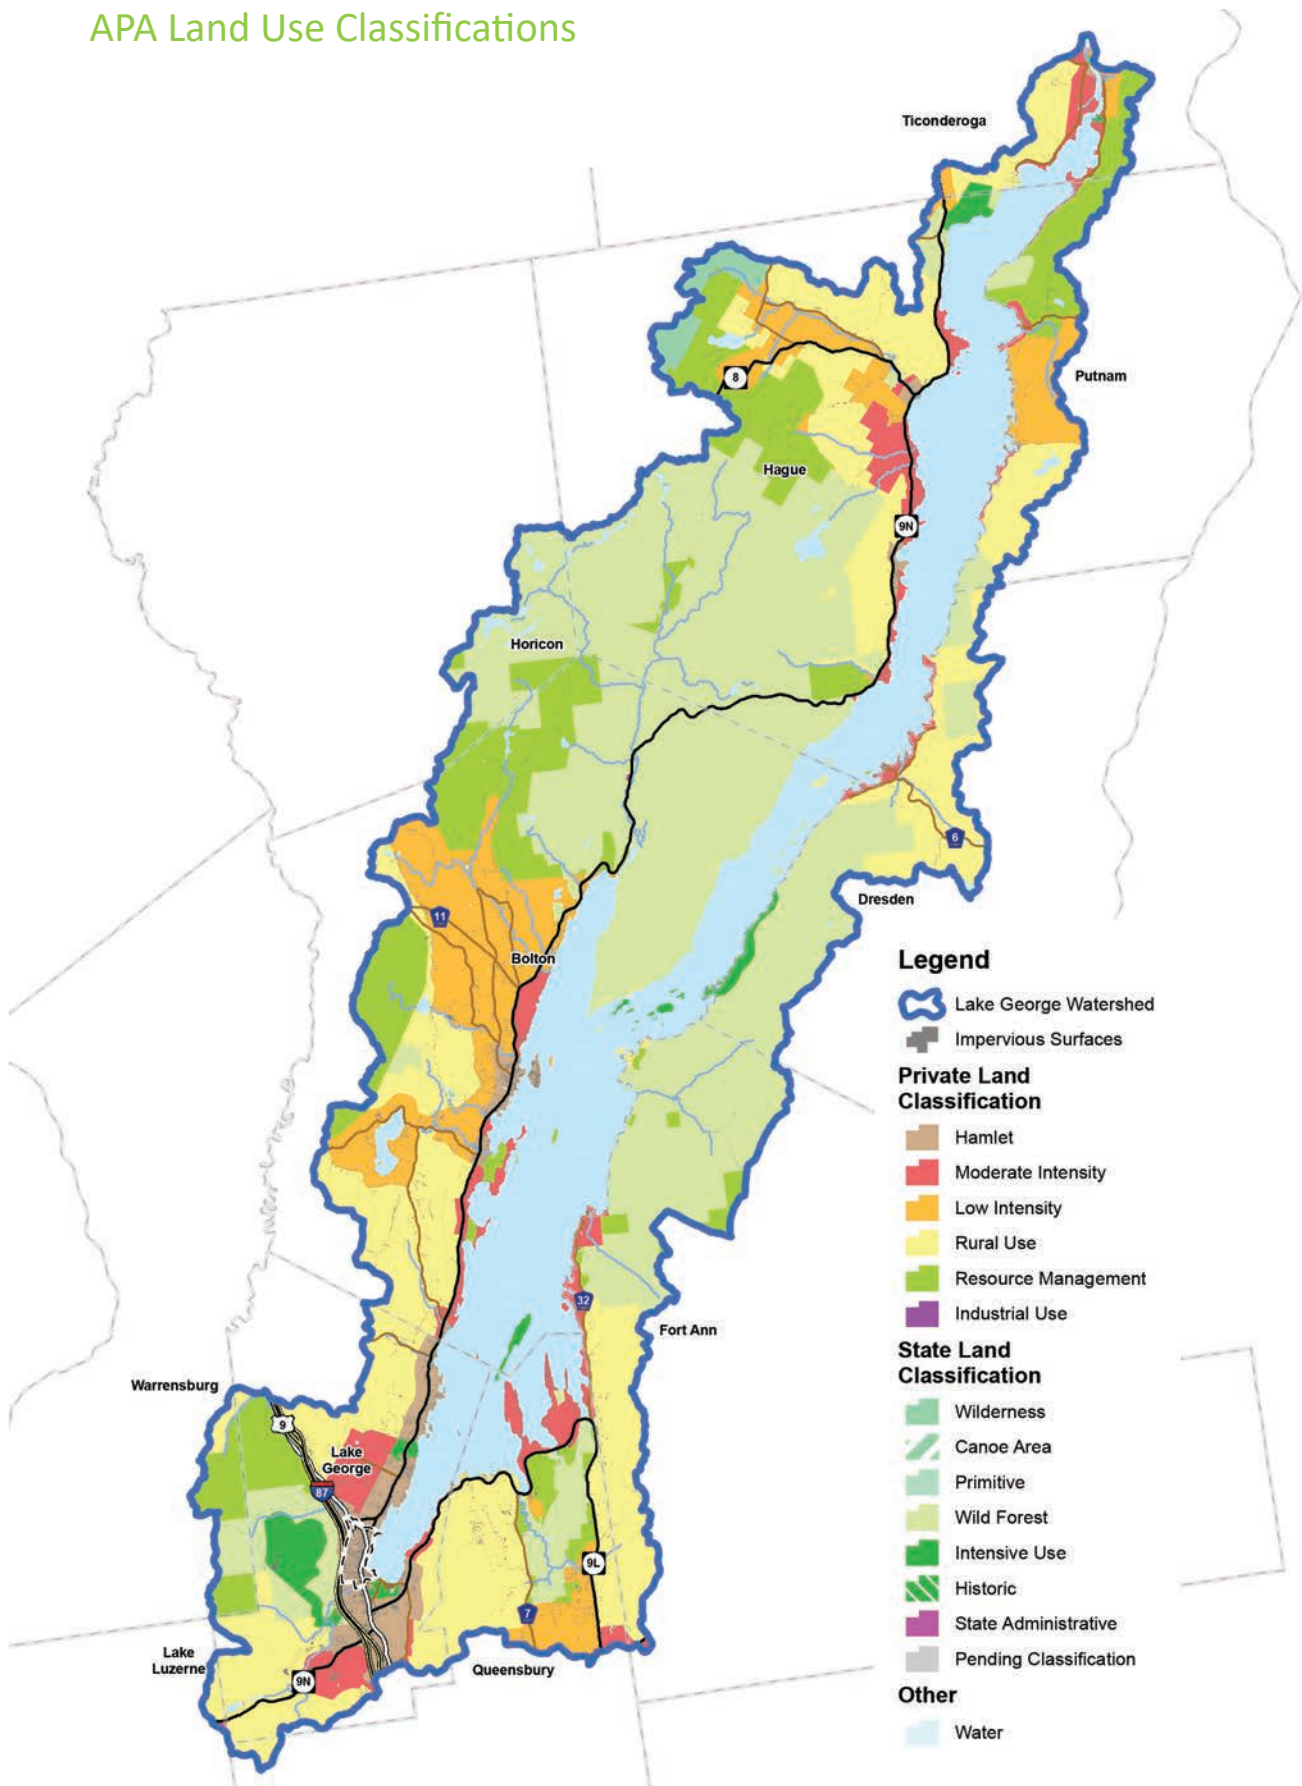 APA Land Use Classifications
Ticonderoga
Putnam
8
Hague
9N
Horicon
6
Dresden
11
Bolton
Legend
Lake George Watershed
Impervious Surfaces
Private Land
Classification
Hamlet
Moderate Intensity
Low Intensity
Rural Use
Resource Management
Industrial Use
State Land
Classification
Wilderness
Canoe Area
Primitive
Wild Forest
Intensive Use
Historic
State Administrative
Pending Classification
Other
Water
32
Fort Ann
Warrensburg
9
Lake
George
87
9L
7
Lake
Luzerne
9N
Queensbury